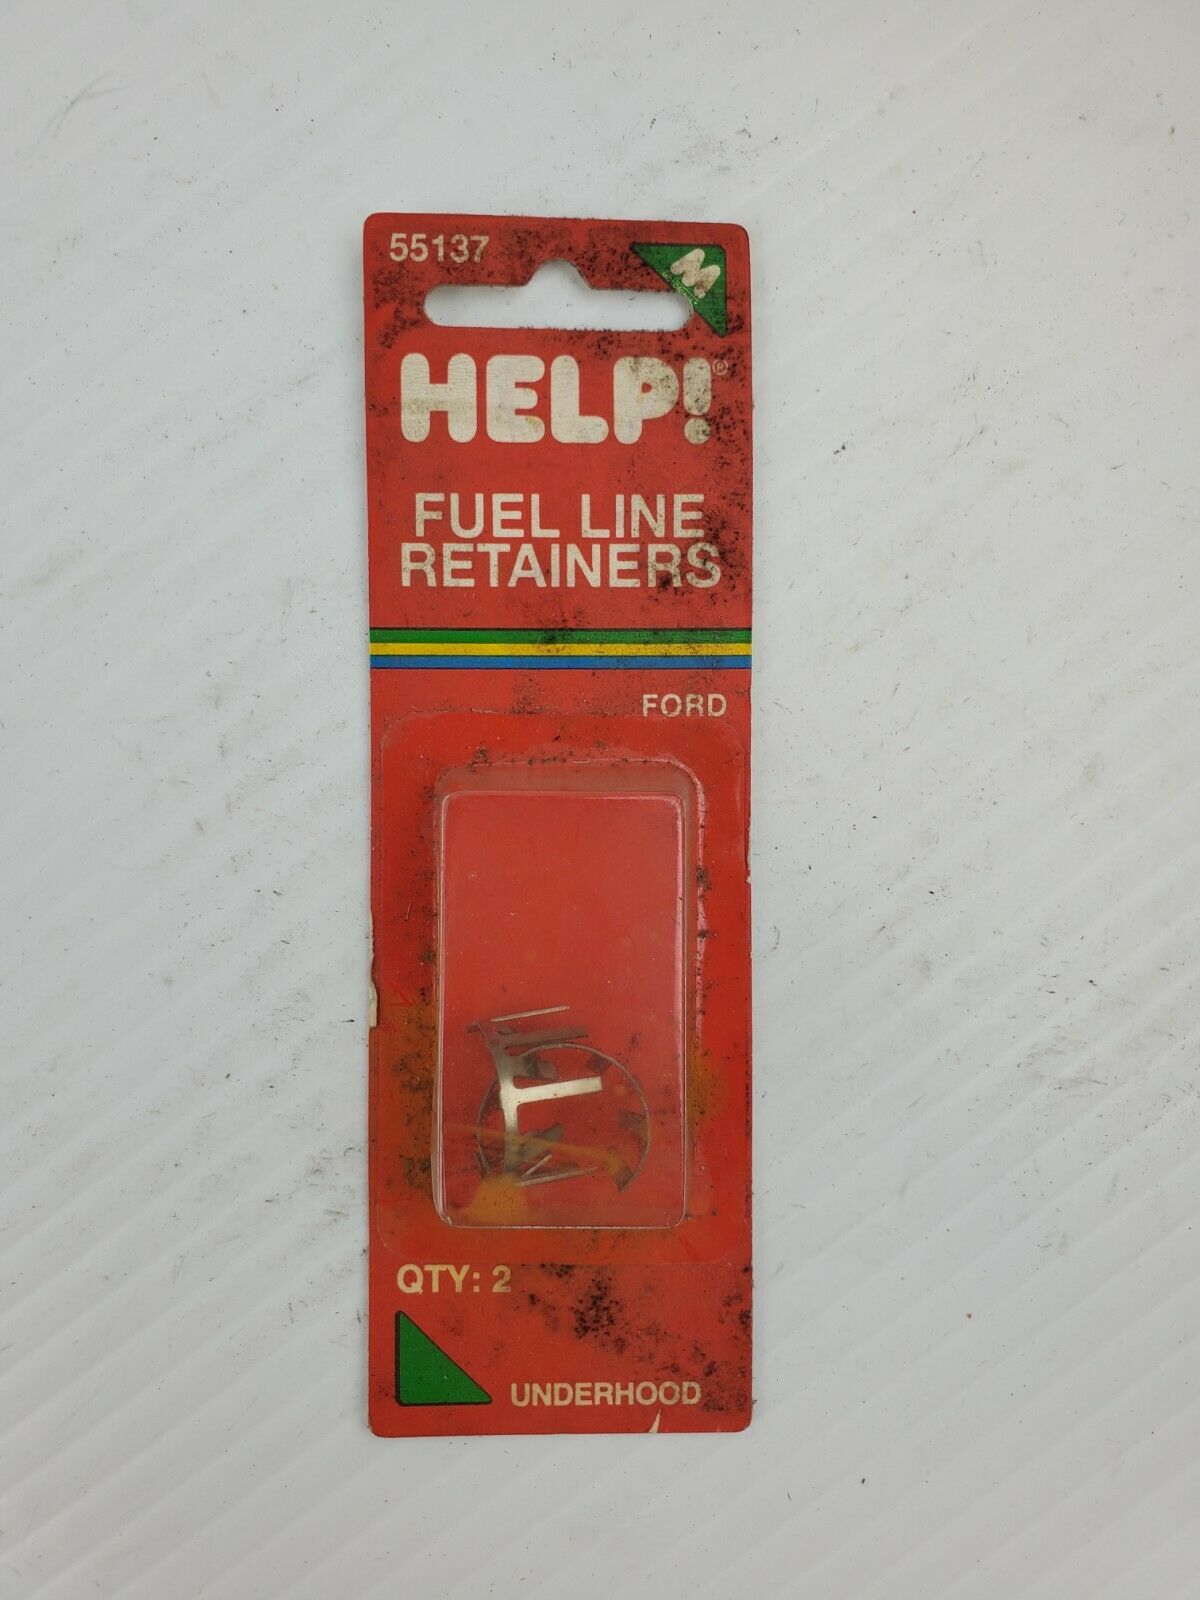 55137
M
HELP!®
FUEL LINE
RETAINERS
FORD
QTY: 2
UNDERHOOD